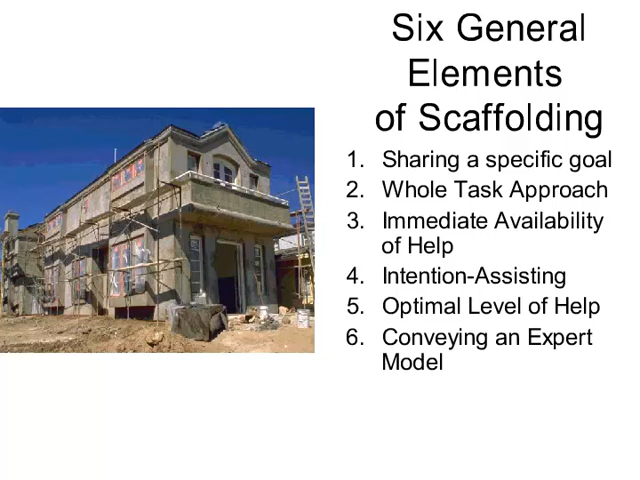 Six General
Elements
of Scaffolding
1. Sharing a specific goal
2. Whole Task Approach
3. Immediate Availability
of Help
4. Intention-Assisting
5. Optimal Level of Help
6. Conveying an Expert
Model